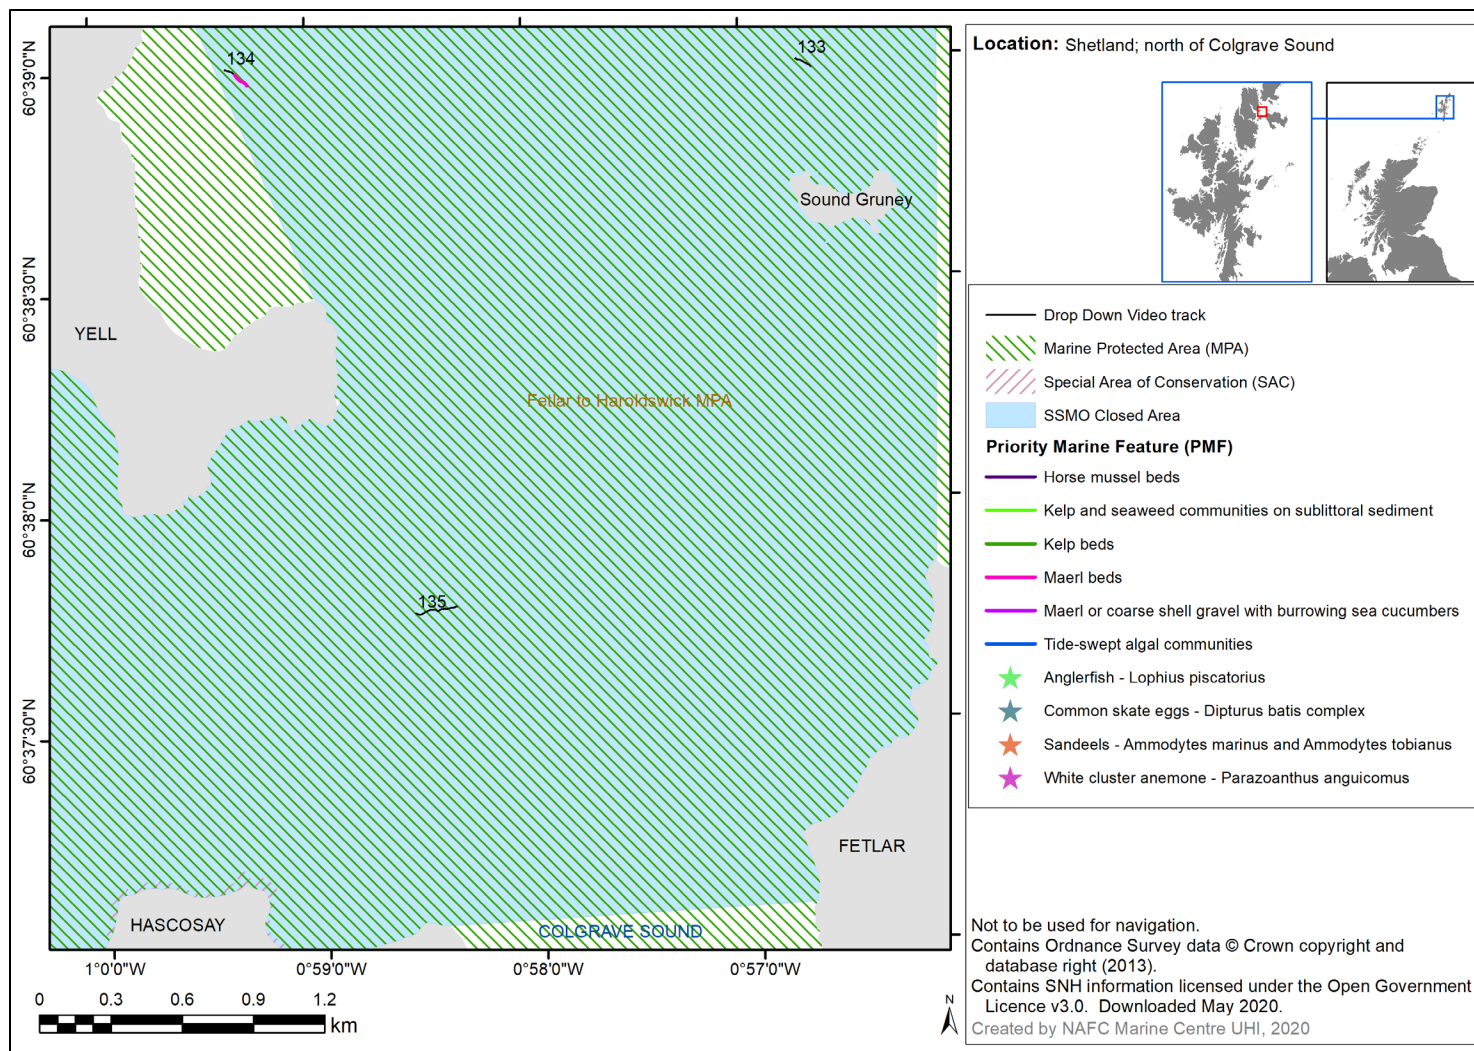 134
133
60°39'0"N
Sound Gruney
60°38'30"N
YELL
Fetlar to Haroldswick MPA
60°38'0"N
135
60°37'30"N
FETLAR
HASCOSAY
COLGRAVE SOUND
1°0'0"W
0°59'0"W
0°58'0"W
0°57'0"W
0 0.3 0.6 0.9 1.2
km
N
Location: Shetland; north of Colgrave Sound
Drop Down Video track
Marine Protected Area (MPA)
Special Area of Conservation (SAC)
SSMO Closed Area
Priority Marine Feature (PMF)
Horse mussel beds
Kelp and seaweed communities on sublittoral sediment
Kelp beds
Maerl beds
Maerl or coarse shell gravel with burrowing sea cucumbers
Tide-swept algal communities
Anglerfish - Lophius piscatorius
Common skate eggs - Dipturus batis complex
Sandeels - Ammodytes marinus and Ammodytes tobianus
White cluster anemone - Parazoanthus anguicomus
Not to be used for navigation.
Contains Ordnance Survey data © Crown copyright and
database right (2013).
Contains SNH information licensed under the Open Government
Licence v3.0. Downloaded May 2020.
Created by NAFC Marine Centre UHI, 2020